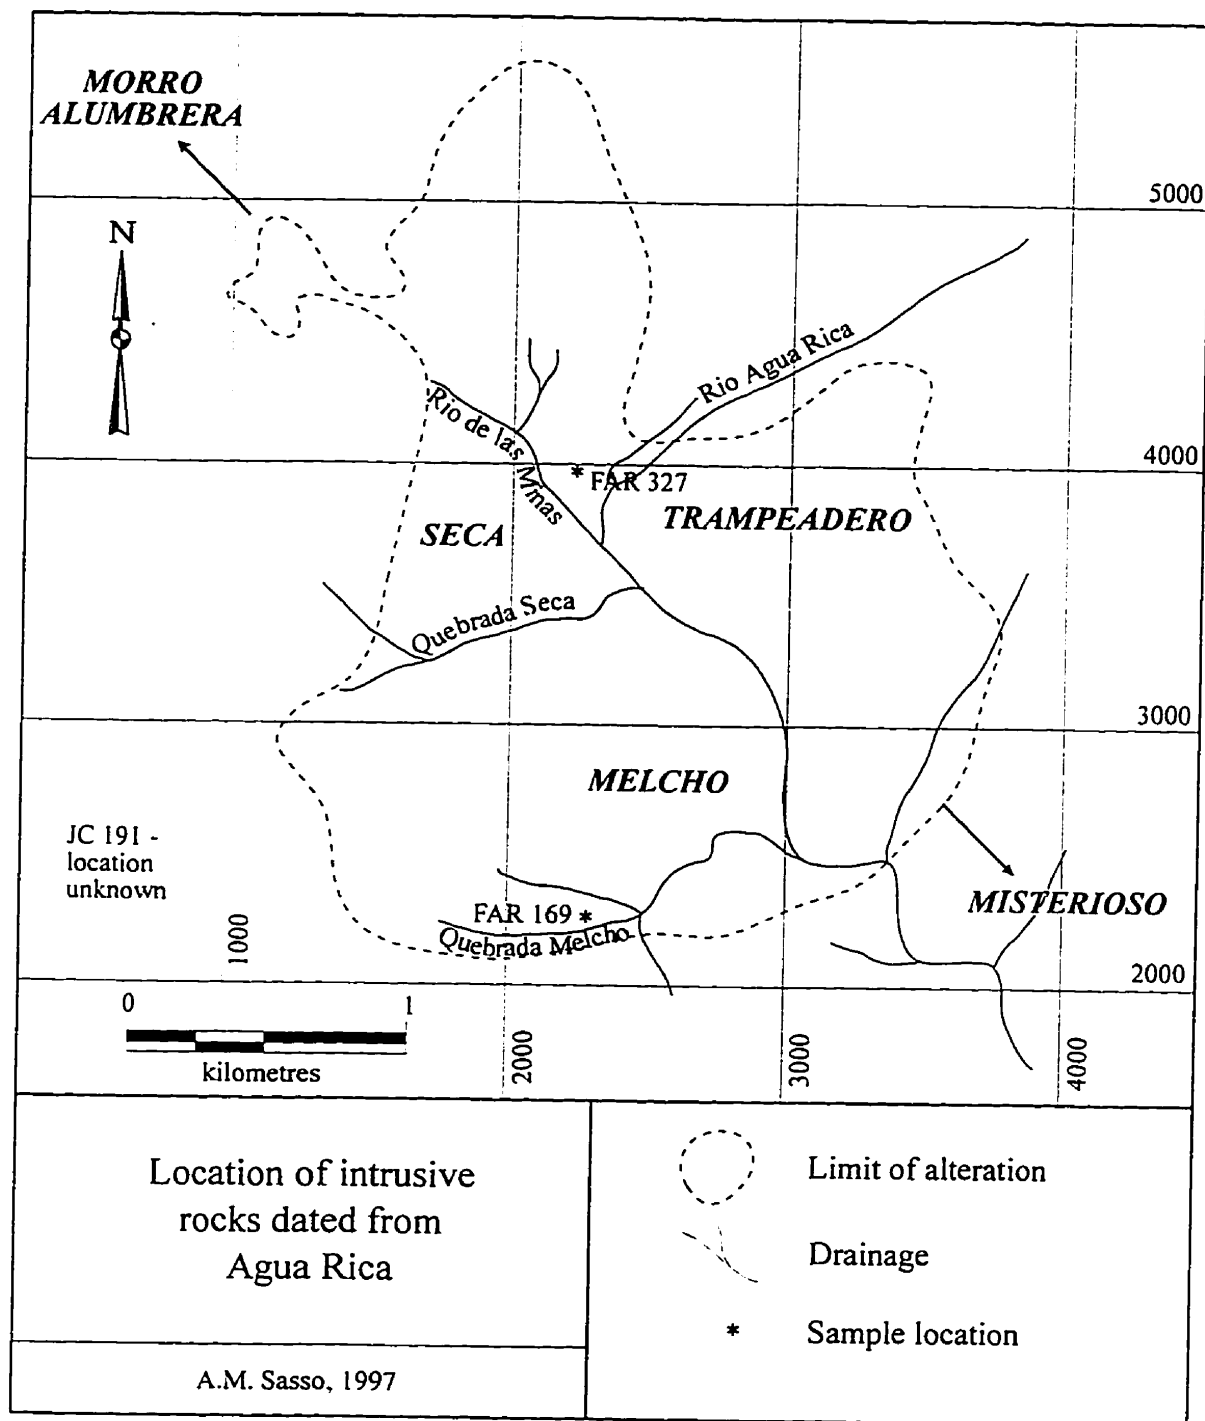 MORRO
ALUMBRERA
5000
N
Rio Agua Rica
Rio de las Minas
4000
FAR 327
TRAMPEADERO
SECA
Quebrada Seca
3000
MELCHO
JC 191 -
location
unknown
MISTERIOSO
FAR 169 *
Quebrada Melcho
1000
2000
0 1
kilometres
2000
3000
4000
Location of intrusive
rocks dated from
Agua Rica
Limit of alteration
Drainage
* Sample location
A.M. Sasso, 1997